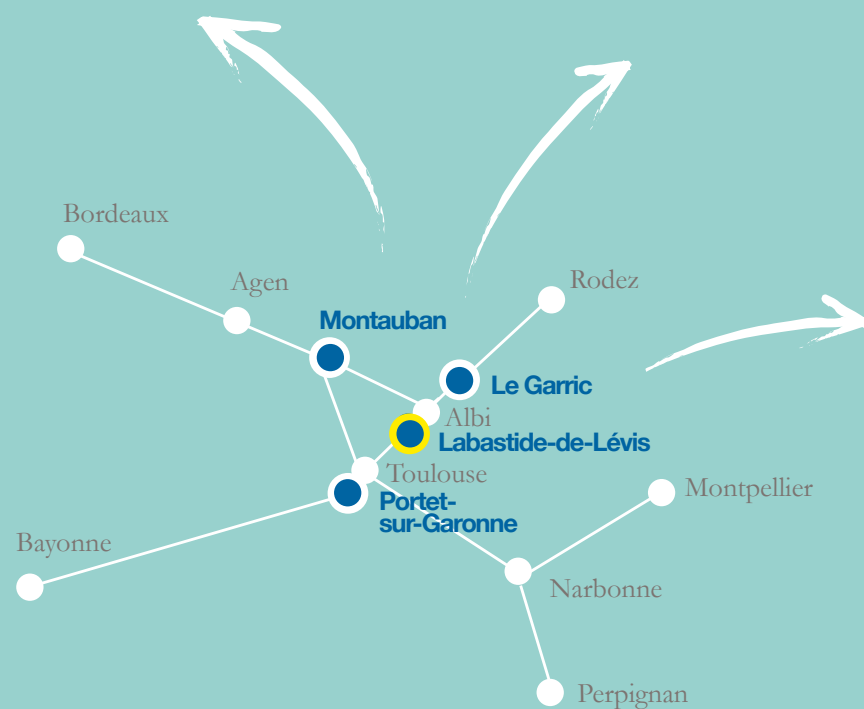 Bordeaux
Agen
Rodez
Montauban
Le Garric
Albi
Labastide-de-Lévis
Toulouse
Montpellier
Portet-
sur-Garonne
Bayonne
Narbonne
Perpignan